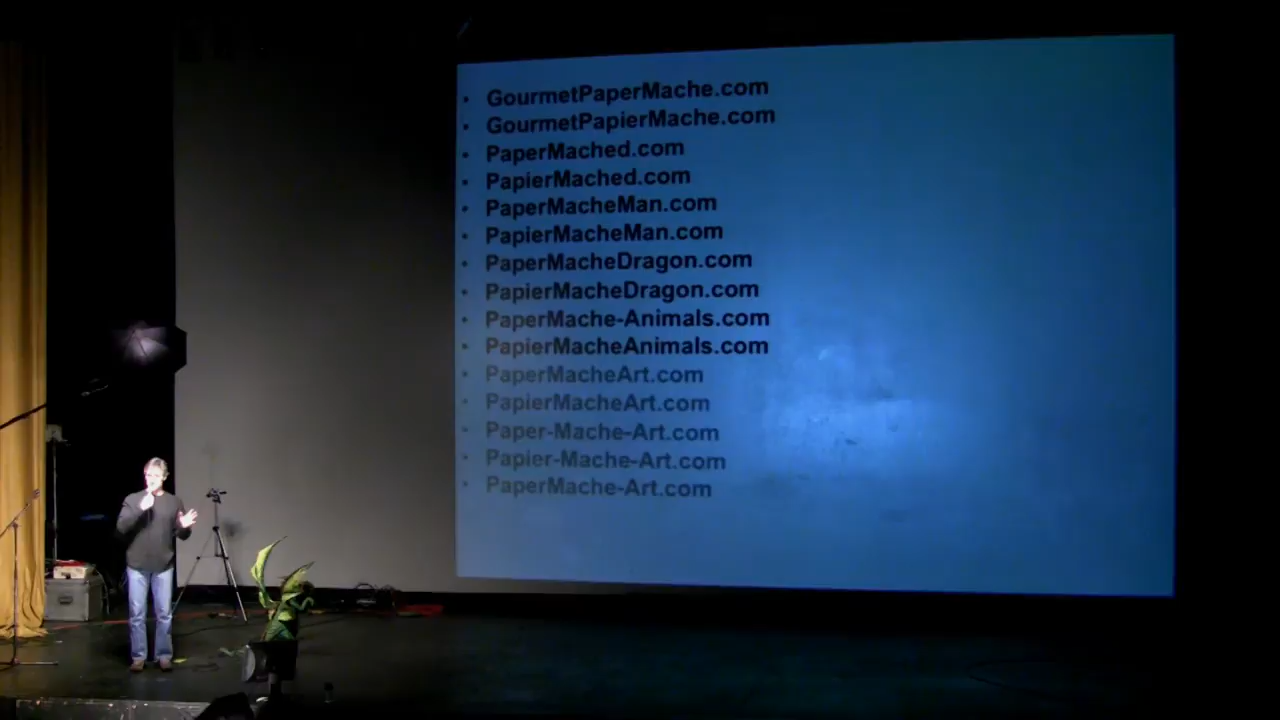 • GourmetPaperMache.com
• GourmetPapierMache.com
• PaperMached.com
• PapierMached.com
• PaperMacheMan.com
• PapierMacheMan.com
• PaperMacheDragon.com
• PapierMacheDragon.com
• PaperMache-Animals.com
• PapierMacheAnimals.com
• PaperMacheArt.com
• PapierMacheArt.com
• Paper-Mache-Art.com
• Papier-Mache-Art.com
• PaperMache-Art.com